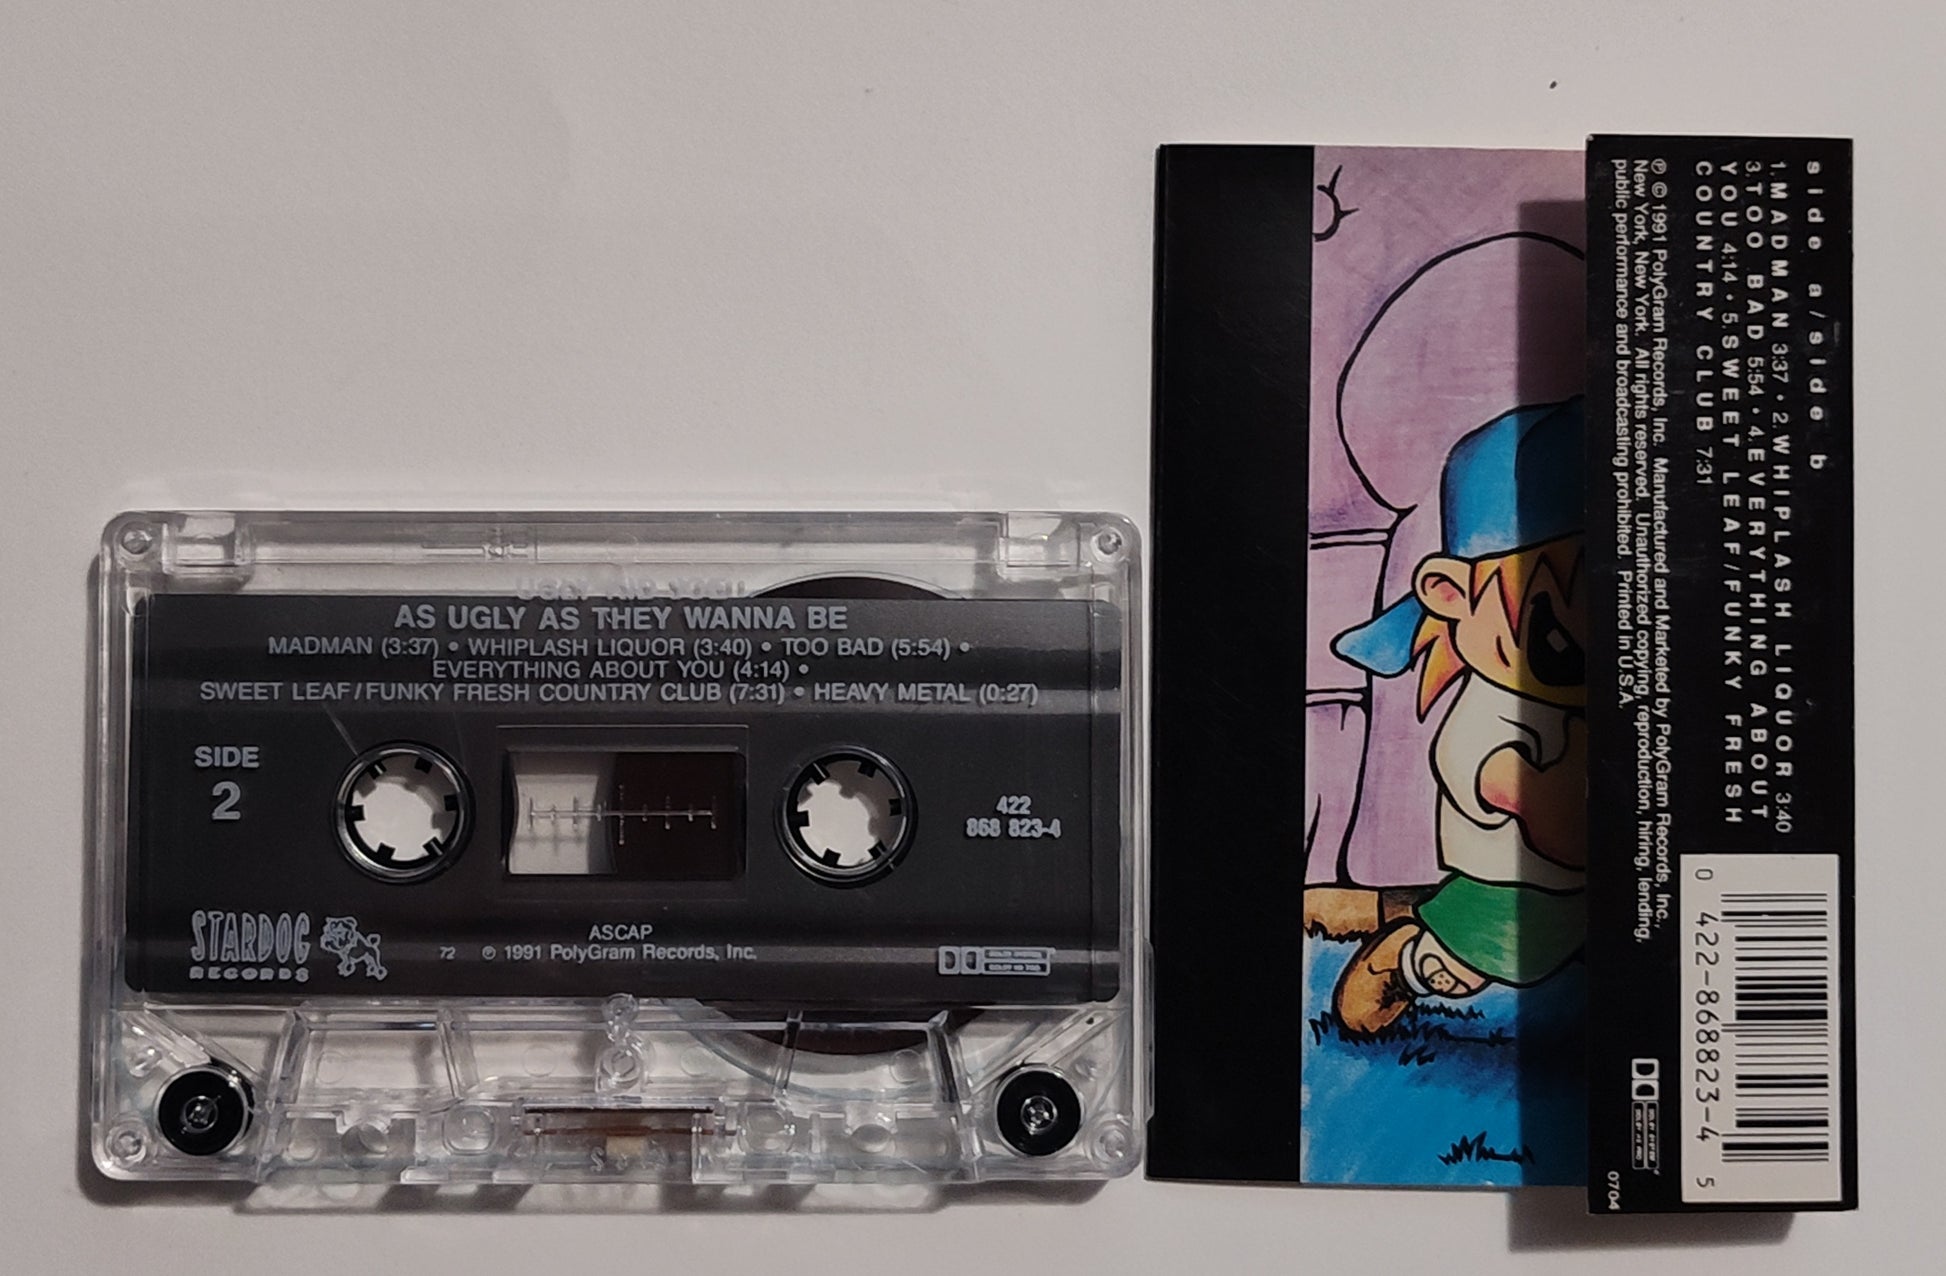 UGLY KID JOE
AS UGLY AS THEY WANNA BE
MADMAN (3:37) • WHIPLASH LIQUOR (3:40) • TOO BAD (5:54) •
EVERYTHING ABOUT YOU (4:14) •
SWEET LEAF/FUNKY FRESH COUNTRY CLUB (7:31) • HEAVY METAL (0:27)
SIDE
2
422
868 823-4
STARDOG
RECORDS
ASCAP
72 ℗ 1991 PolyGram Records, Inc.
side a/side b
1.MADMAN 3:37 • 2.WHIPLASH LIQUOR 3:40
3.TOO BAD 5:54 • 4.EVERYTHING ABOUT
YOU 4:14 • 5.SWEET LEAF/FUNKY FRESH
COUNTRY CLUB 7:31
℗ © 1991 PolyGram Records, Inc. Manufactured and Marketed by PolyGram Records, Inc.,
New York, New York. All rights reserved. Unauthorized copying, reproduction, hiring, lending,
public performance and broadcasting prohibited. Printed in U.S.A.
0 422-868823-4 5
0704